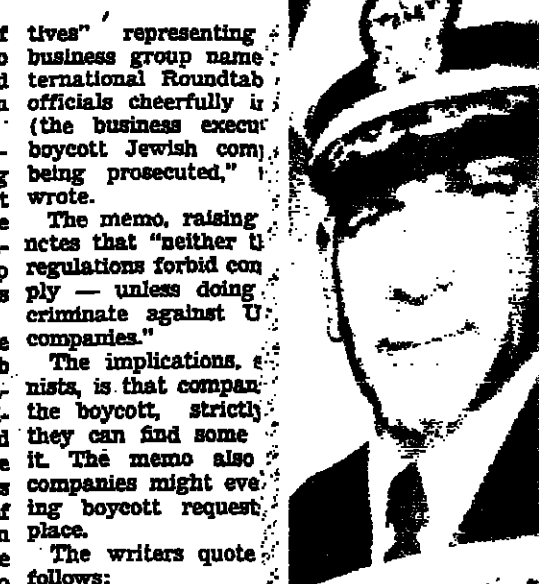 tives" representing
business group name
ternational Roundtab
officials cheerfully
(the business execu
boycott Jewish com
being prosecuted,"
wrote.
The memo, raising
notes that "neither
regulations forbid com
ply — unless doing
criminate against U
companies."
The implications,
nists, is that compan
the boycott, strictly
they can find some
it. The memo also
companies might eve
ing boycott request
place.
The writers quote
follows: